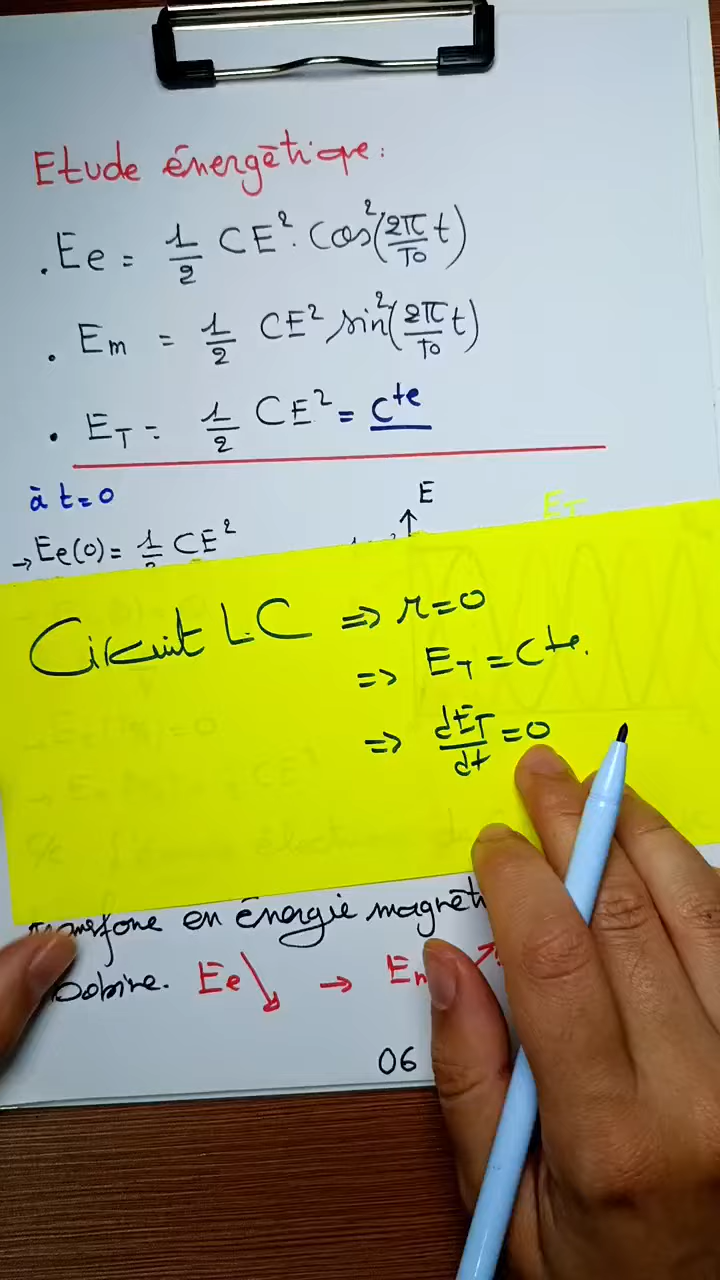 Etude énergétique:
. Ee = 1/2 CE². Cos²(2π/T0 t)
. Em = 1/2 CE² sin²(2π/T0 t)
. ET = 1/2 CE² = Cte
à t=0
E
ET
→ Ee(0) = 1/2 CE²
Circuit LC => r=0
=> ET = Cte.
=> dET/dt = 0
transfone en énergie magnét
bobine. Ee ↘ → Em ↗
06